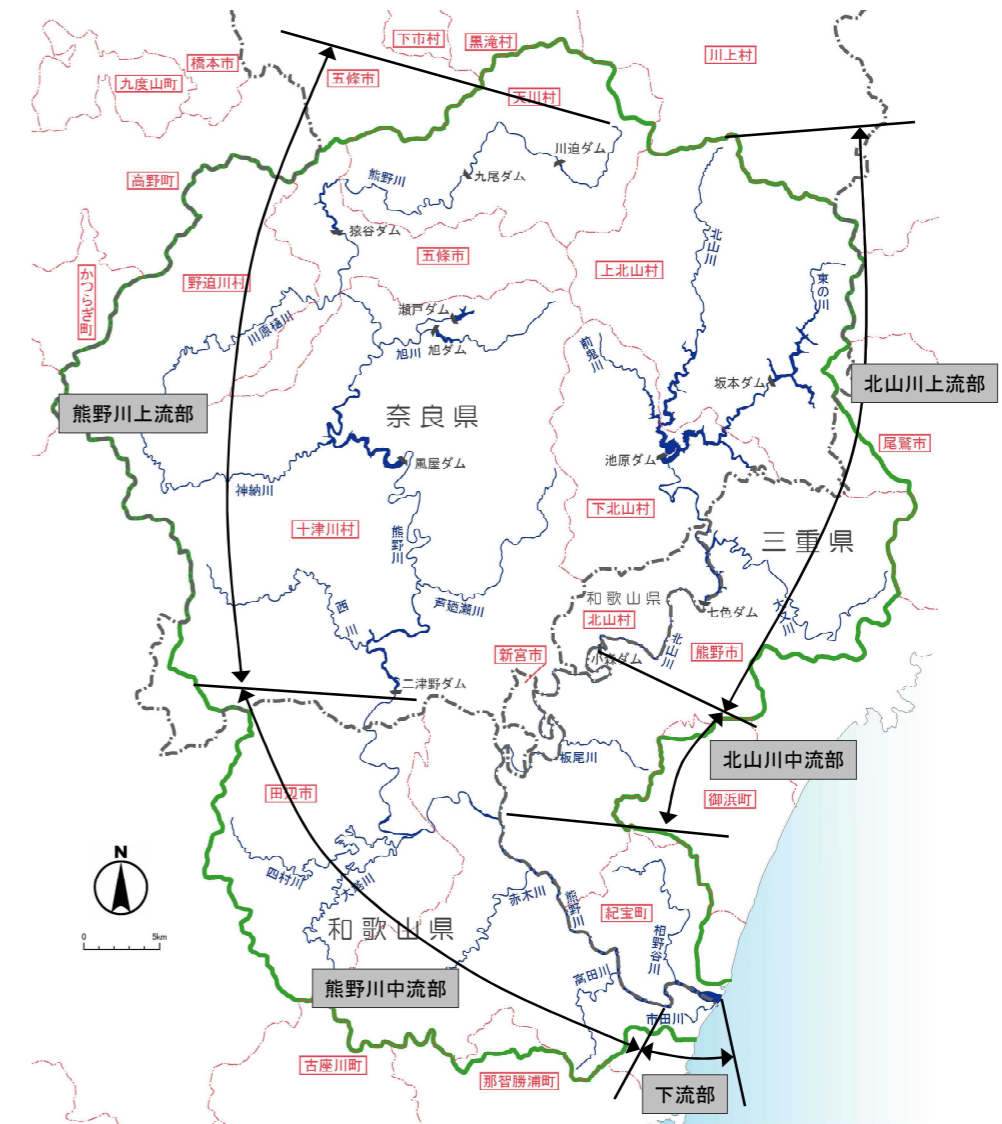 下市村
黒滝村
川上村
橋本市
五條市
九度山町
天川村
川迫ダム
九尾ダム
熊野川
高野町
猿谷ダム
五條市
北山川
上北山村
東の川
かつらぎ町
野迫川村
瀬戸ダム
川原樋川
旭川
旭ダム
前鬼川
坂本ダム
北山川上流部
熊野川上流部
奈良県
尾鷲市
風屋ダム
池原ダム
神納川
十津川村
下北山村
熊野川
三重県
西川
芦廼瀬川
和歌山県
七色ダム
大又川
北山村
北山川
熊野市
新宮市
小森ダム
二津野ダム
板尾川
北山川中流部
田辺市
御浜町
N
四村川
大塔川
赤木川
熊野川
紀宝町
相野谷川
0
5km
和歌山県
高田川
熊野川中流部
市田川
古座川町
那智勝浦町
下流部